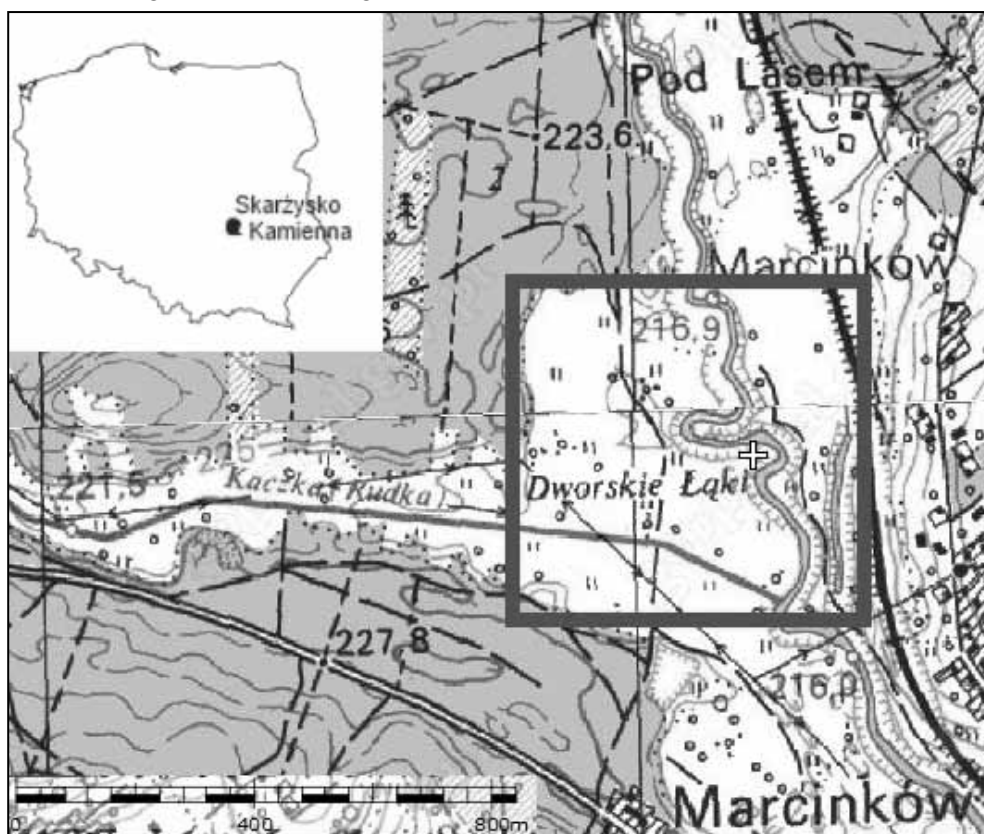 Pod Lasem
223,6
Skarżysko
Kamienna
Marcinków
216,9
221,5
Kaczka Rudka
Dworskie Łąki
227,8
216,0
0
400
800m
Marcinków